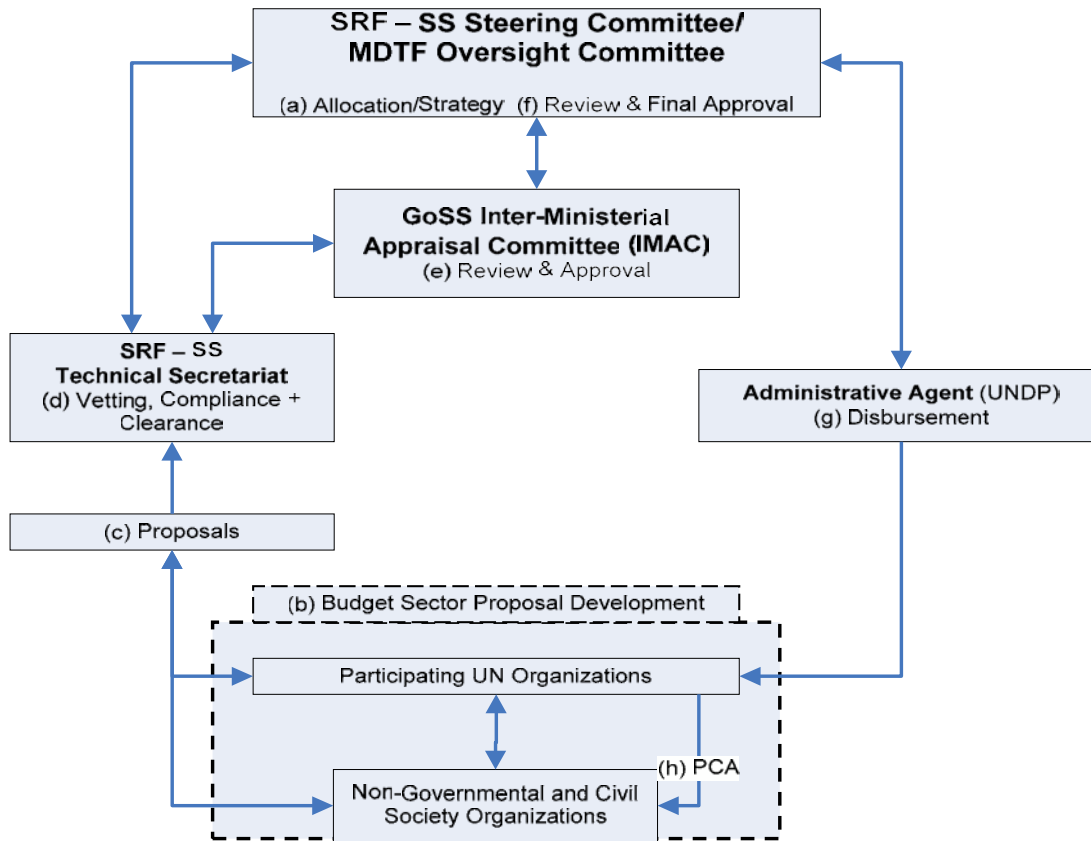 SRF – SS Steering Committee/
MDTF Oversight Committee
(a) Allocation/Strategy (f) Review & Final Approval
GoSS Inter-Ministerial
Appraisal Committee (IMAC)
(e) Review & Approval
SRF – SS
Technical Secretariat
(d) Vetting, Compliance +
Clearance
Administrative Agent (UNDP)
(g) Disbursement
(c) Proposals
(b) Budget Sector Proposal Development
Participating UN Organizations
(h) PCA
Non-Governmental and Civil
Society Organizations